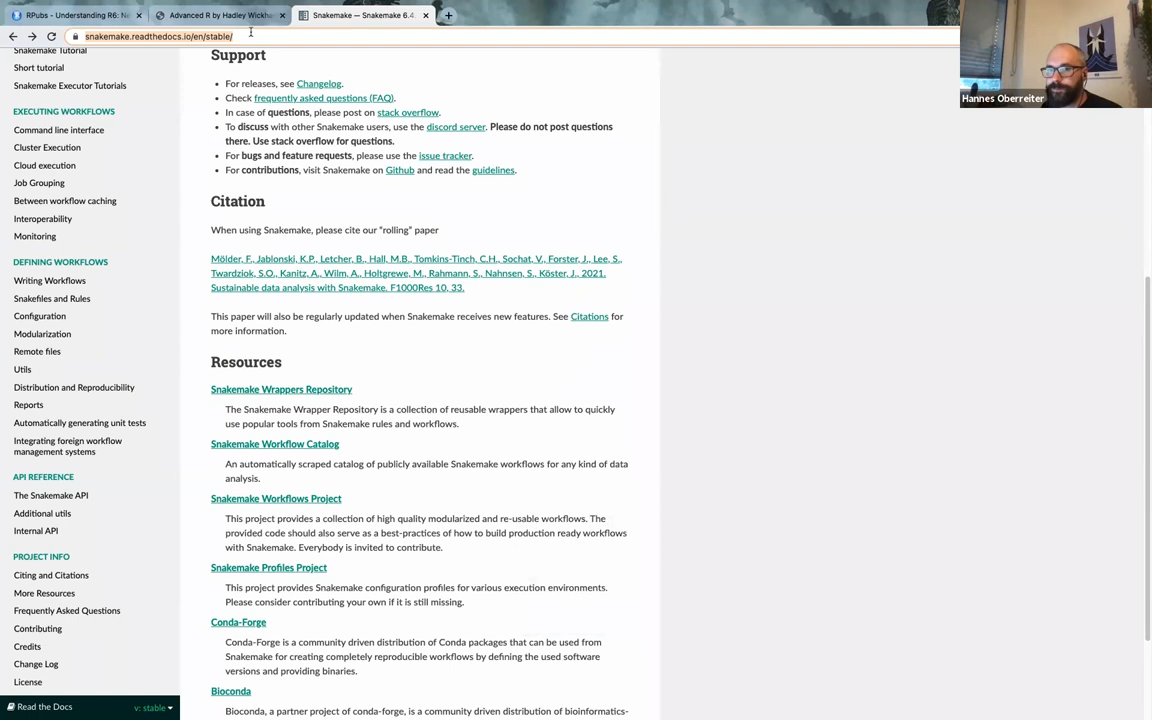 RPubs - Understanding R6: N
Advanced R by Hadley Wickha
Snakemake — Snakemake 6.4.
snakemake.readthedocs.io/en/stable/
Snakemake Tutorial
Short tutorial
Snakemake Executor Tutorials
EXECUTING WORKFLOWS
Command line interface
Cluster Execution
Cloud execution
Job Grouping
Between workflow caching
Interoperability
Monitoring
DEFINING WORKFLOWS
Writing Workflows
Snakefiles and Rules
Configuration
Modularization
Remote files
Utils
Distribution and Reproducibility
Reports
Automatically generating unit tests
Integrating foreign workflow
management systems
API REFERENCE
The Snakemake API
Additional utils
Internal API
PROJECT INFO
Citing and Citations
More Resources
Frequently Asked Questions
Contributing
Credits
Change Log
License
Read the Docs
v: stable
Support
• For releases, see Changelog.
• Check frequently asked questions (FAQ).
• In case of questions, please post on stack overflow.
• To discuss with other Snakemake users, use the discord server. Please do not post questions
there. Use stack overflow for questions.
• For bugs and feature requests, please use the issue tracker.
• For contributions, visit Snakemake on Github and read the guidelines.
Citation
When using Snakemake, please cite our “rolling” paper
Mölder, F., Jablonski, K.P., Letcher, B., Hall, M.B., Tomkins-Tinch, C.H., Sochat, V., Forster, J., Lee, S.,
Twardziok, S.O., Kanitz, A., Wilm, A., Holtgrewe, M., Rahmann, S., Nahnsen, S., Köster, J., 2021.
Sustainable data analysis with Snakemake. F1000Res 10, 33.
This paper will also be regularly updated when Snakemake receives new features. See Citations for
more information.
Resources
Snakemake Wrappers Repository
The Snakemake Wrapper Repository is a collection of reusable wrappers that allow to quickly
use popular tools from Snakemake rules and workflows.
Snakemake Workflow Catalog
An automatically scraped catalog of publicly available Snakemake workflows for any kind of data
analysis.
Snakemake Workflows Project
This project provides a collection of high quality modularized and re-usable workflows. The
provided code should also serve as a best-practices of how to build production ready workflows
with Snakemake. Everybody is invited to contribute.
Snakemake Profiles Project
This project provides Snakemake configuration profiles for various execution environments.
Please consider contributing your own if it is still missing.
Conda-Forge
Conda-Forge is a community driven distribution of Conda packages that can be used from
Snakemake for creating completely reproducible workflows by defining the used software
versions and providing binaries.
Bioconda
Bioconda, a partner project of conda-forge, is a community driven distribution of bioinformatics-
Hannes Oberreiter